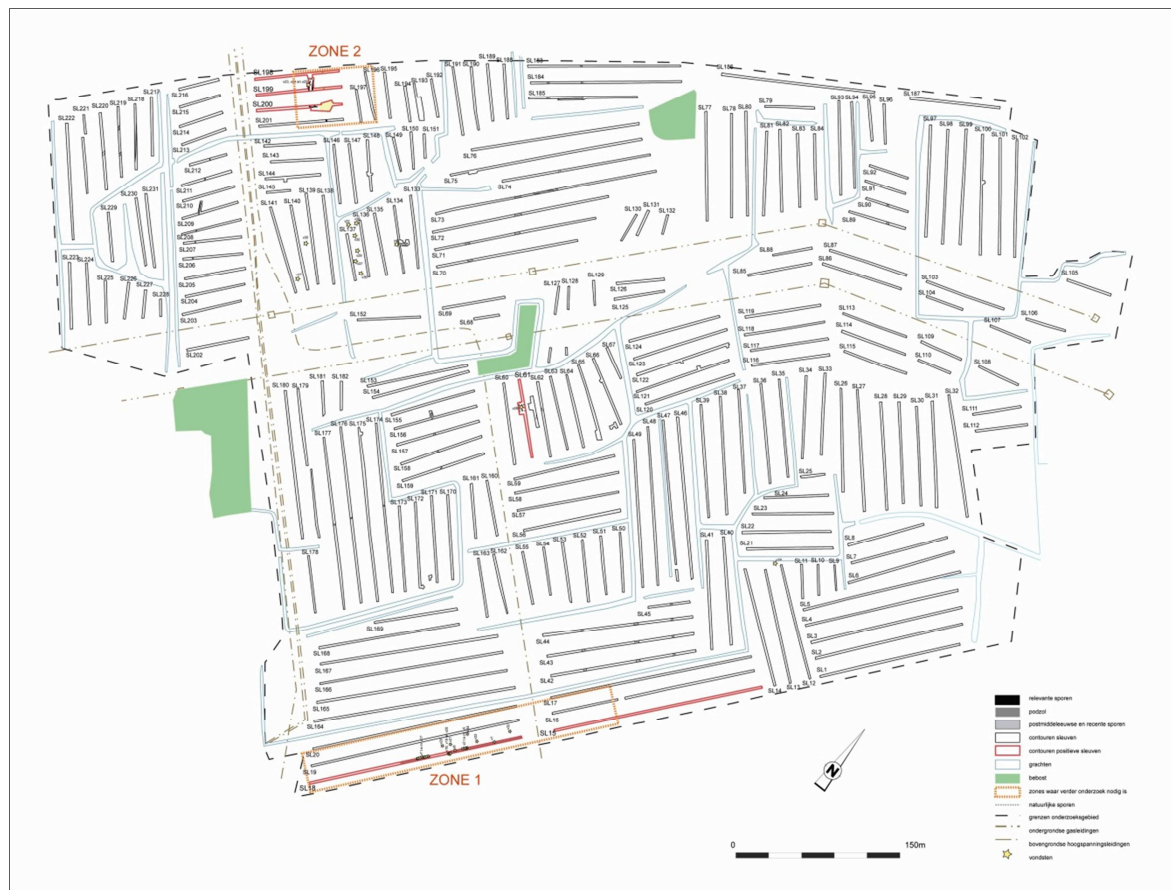 ZONE 2
SL198
SL199
SL200
SL201
SL197
SL195
SL194
SL193
SL192
SL191
SL190
SL189
SL188
SL184
SL185
SL187
SL222
SL221
SL220
SL219
SL218
SL217
SL216
SL215
SL214
SL213
SL212
SL211
SL210
SL209
SL208
SL207
SL206
SL205
SL204
SL203
SL202
SL231
SL230
SL229
SL223
SL224
SL225
SL226
SL227
SL142
SL143
SL144
SL141
SL140
SL139
SL138
SL146
SL147
SL148
SL149
SL150
SL151
SL133
SL134
SL135
SL136
SL137
SL152
SL76
SL75
SL74
SL73
SL72
SL71
SL70
SL69
SL68
SL130
SL131
SL132
SL77
SL78
SL80
SL79
SL81
SL82
SL83
SL84
SL93
SL94
SL96
SL92
SL91
SL90
SL89
SL97
SL98
SL99
SL100
SL101
SL102
SL88
SL87
SL86
SL85
SL103
SL104
SL105
SL106
SL107
SL108
SL109
SL110
SL111
SL112
SL113
SL114
SL115
SL116
SL117
SL118
SL119
SL120
SL121
SL122
SL124
SL125
SL126
SL127
SL128
SL129
SL153
SL154
SL155
SL156
SL157
SL158
SL159
SL160
SL161
SL162
SL163
SL180
SL179
SL181
SL182
SL177
SL176
SL175
SL174
SL173
SL172
SL171
SL170
SL178
SL61
SL62
SL63
SL64
SL65
SL66
SL67
SL59
SL58
SL57
SL56
SL55
SL54
SL53
SL52
SL51
SL50
SL49
SL48
SL47
SL46
SL39
SL38
SL37
SL36
SL35
SL34
SL33
SL26
SL27
SL28
SL29
SL30
SL31
SL32
SL25
SL24
SL23
SL22
SL21
SL41
SL40
SL11
SL10
SL9
SL8
SL7
SL6
SL5
SL4
SL3
SL2
SL1
SL12
SL13
SL14
SL45
SL44
SL43
SL42
SL169
SL168
SL167
SL166
SL165
SL164
SL17
SL16
SL15
SL20
SL19
SL18
ZONE 1
N
0 150m
relevante sporen
podzol
postmiddeleeuwse en recente sporen
contouren sleuven
contouren positieve sleuven
grachten
bebost
zones waar verder onderzoek nodig is
natuurlijke sporen
grenzen onderzoeksgebied
ondergrondse gasleidingen
bovengrondse hoogspanningsleidingen
vondsten